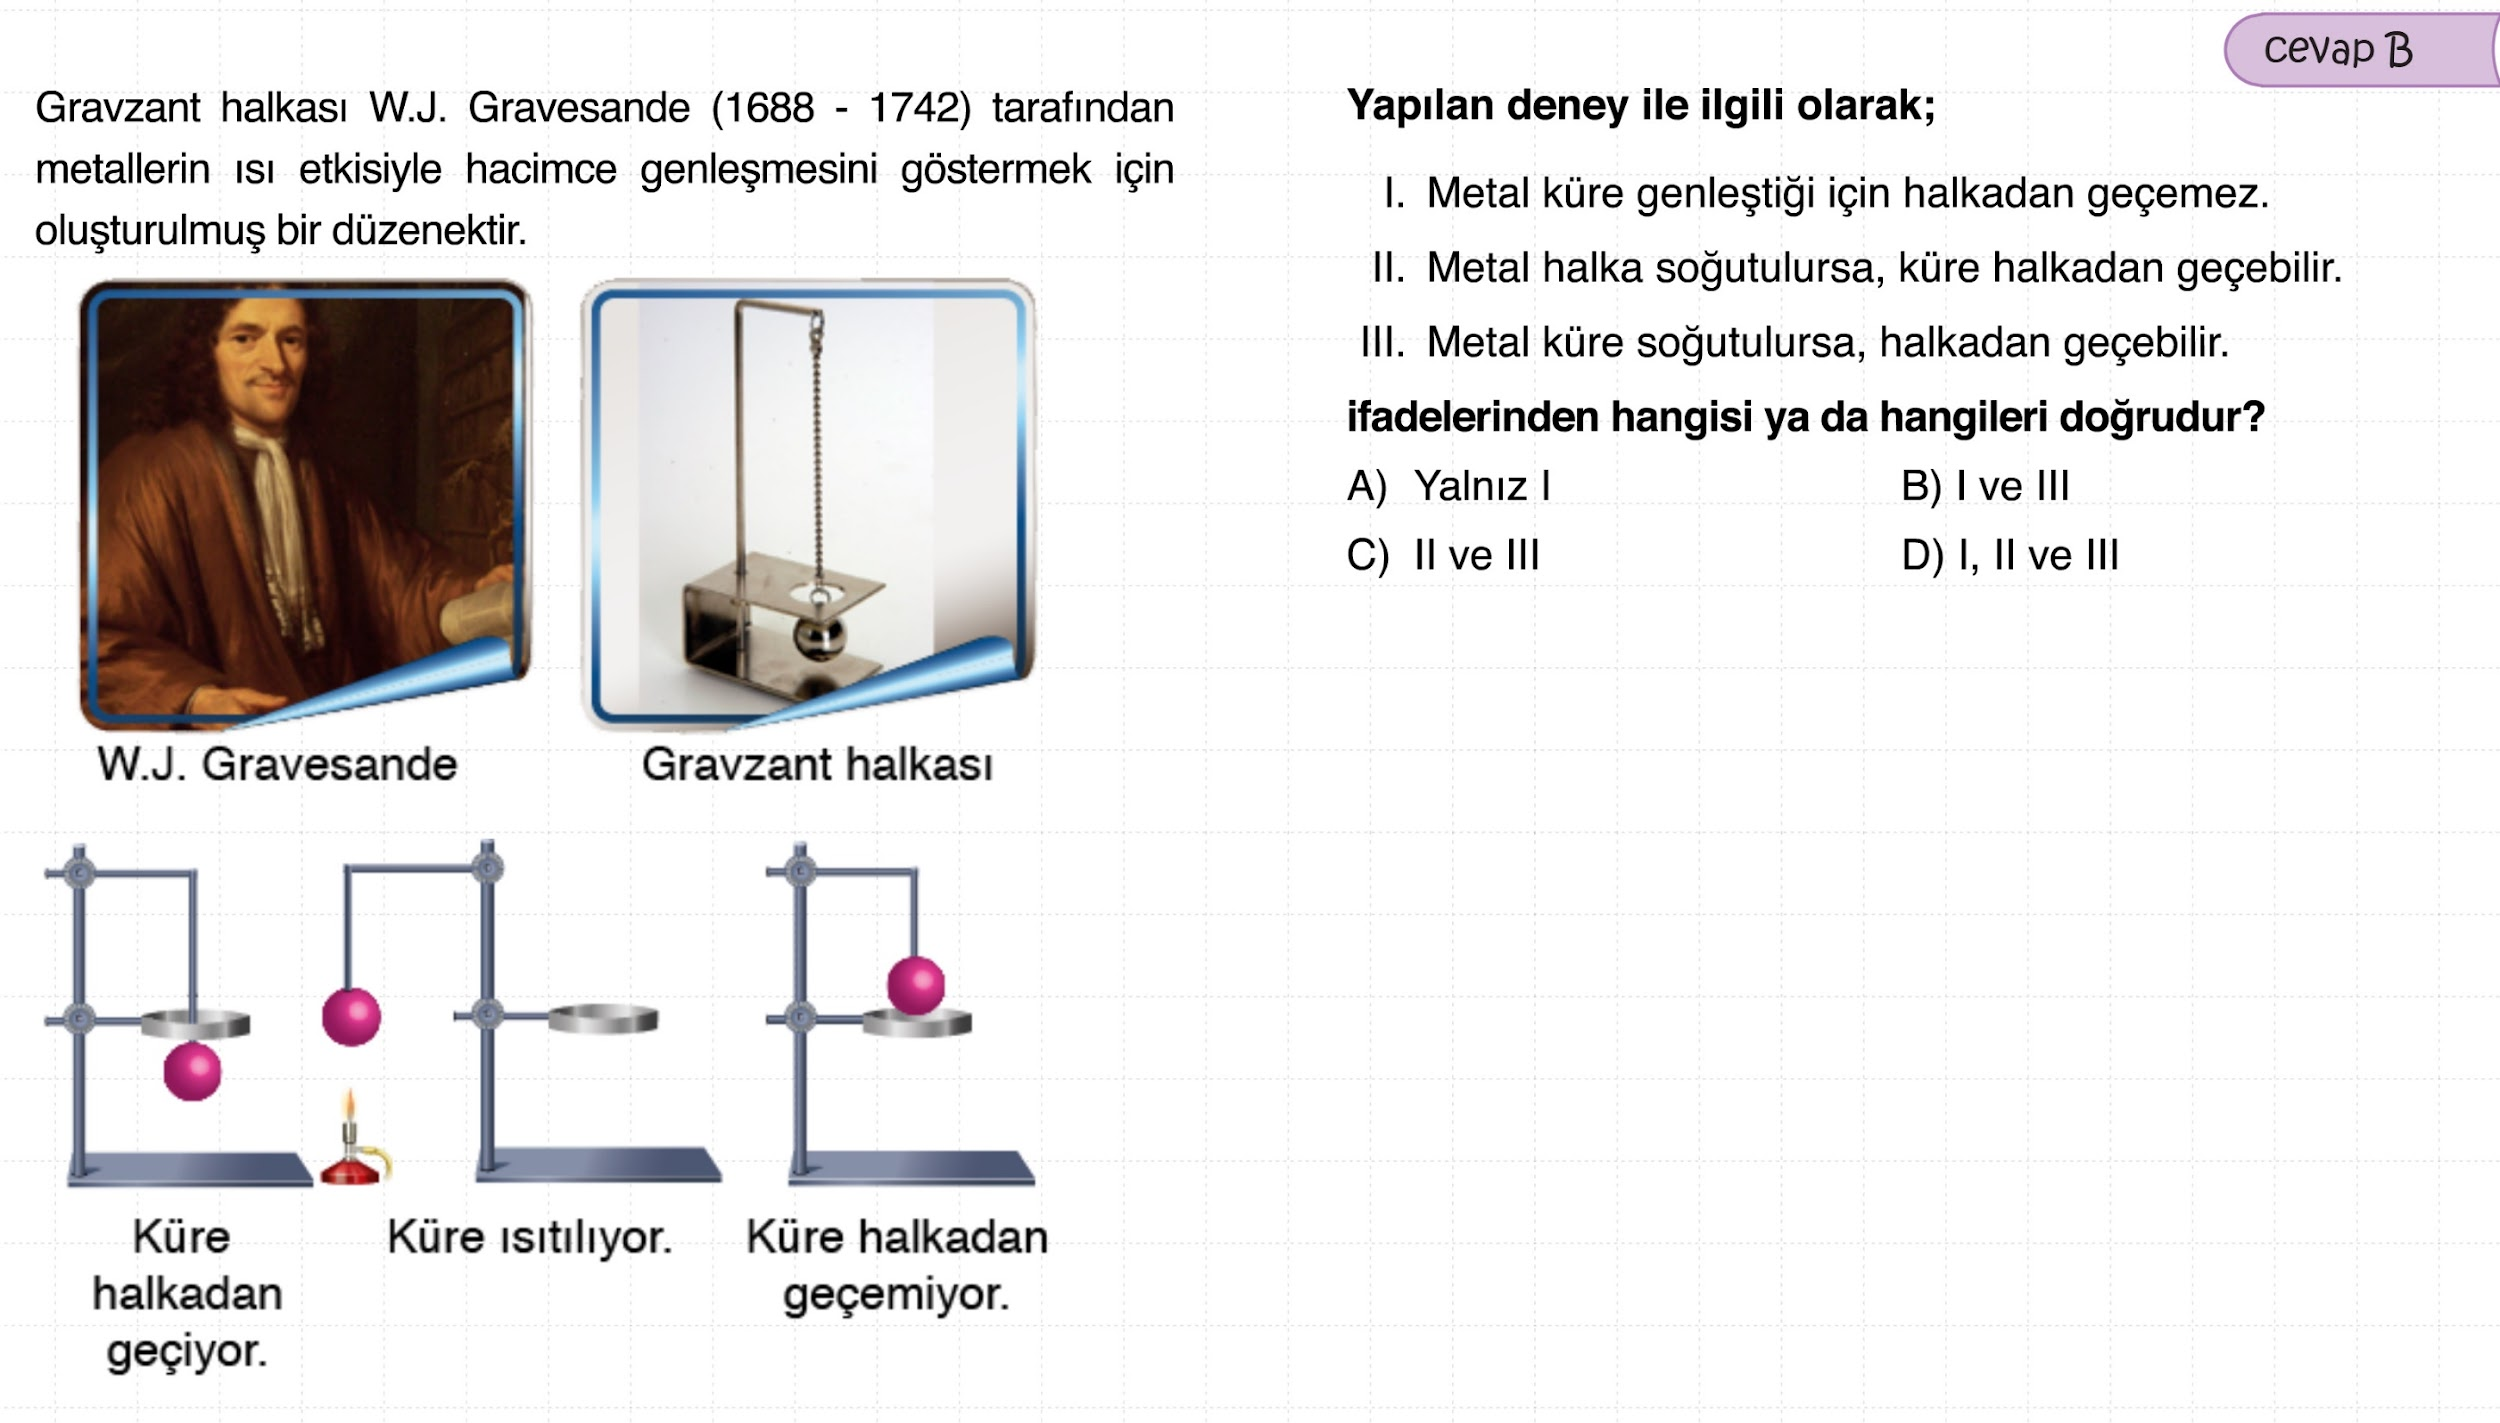 cevap B
Gravzant halkası W.J. Gravesande (1688 - 1742) tarafından
metallerin ısı etkisiyle hacimce genleşmesini göstermek için
oluşturulmuş bir düzenektir.
W.J. Gravesande
Gravzant halkası
Küre
halkadan
geçiyor.
Küre ısıtılıyor.
Küre halkadan
geçemiyor.
Yapılan deney ile ilgili olarak;
I. Metal küre genleştiği için halkadan geçemez.
II. Metal halka soğutulursa, küre halkadan geçebilir.
III. Metal küre soğutulursa, halkadan geçebilir.
ifadelerinden hangisi ya da hangileri doğrudur?
A) Yalnız I
B) I ve III
C) II ve III
D) I, II ve III